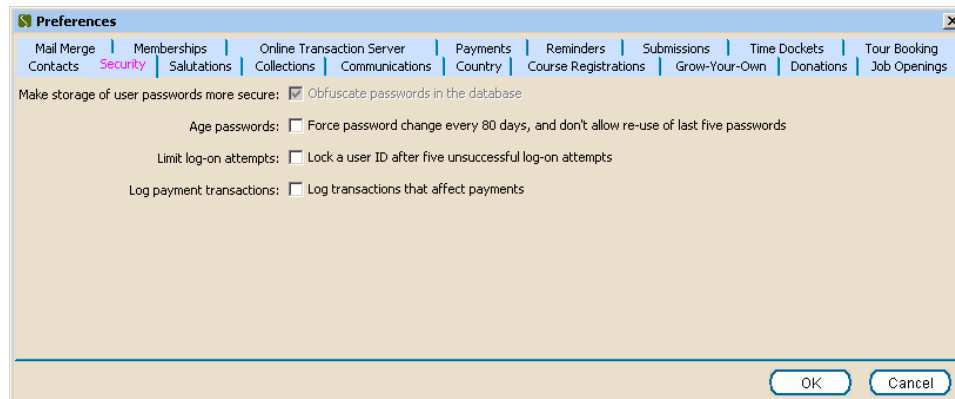 Preferences
Mail Merge Memberships Online Transaction Server Payments Reminders Submissions Time Dockets Tour Booking
Contacts Security Salutations Collections Communications Country Course Registrations Grow-Your-Own Donations Job Openings
Make storage of user passwords more secure: Obfuscate passwords in the database
Age passwords: Force password change every 80 days, and don't allow re-use of last five passwords
Limit log-on attempts: Lock a user ID after five unsuccessful log-on attempts
Log payment transactions: Log transactions that affect payments
OK Cancel